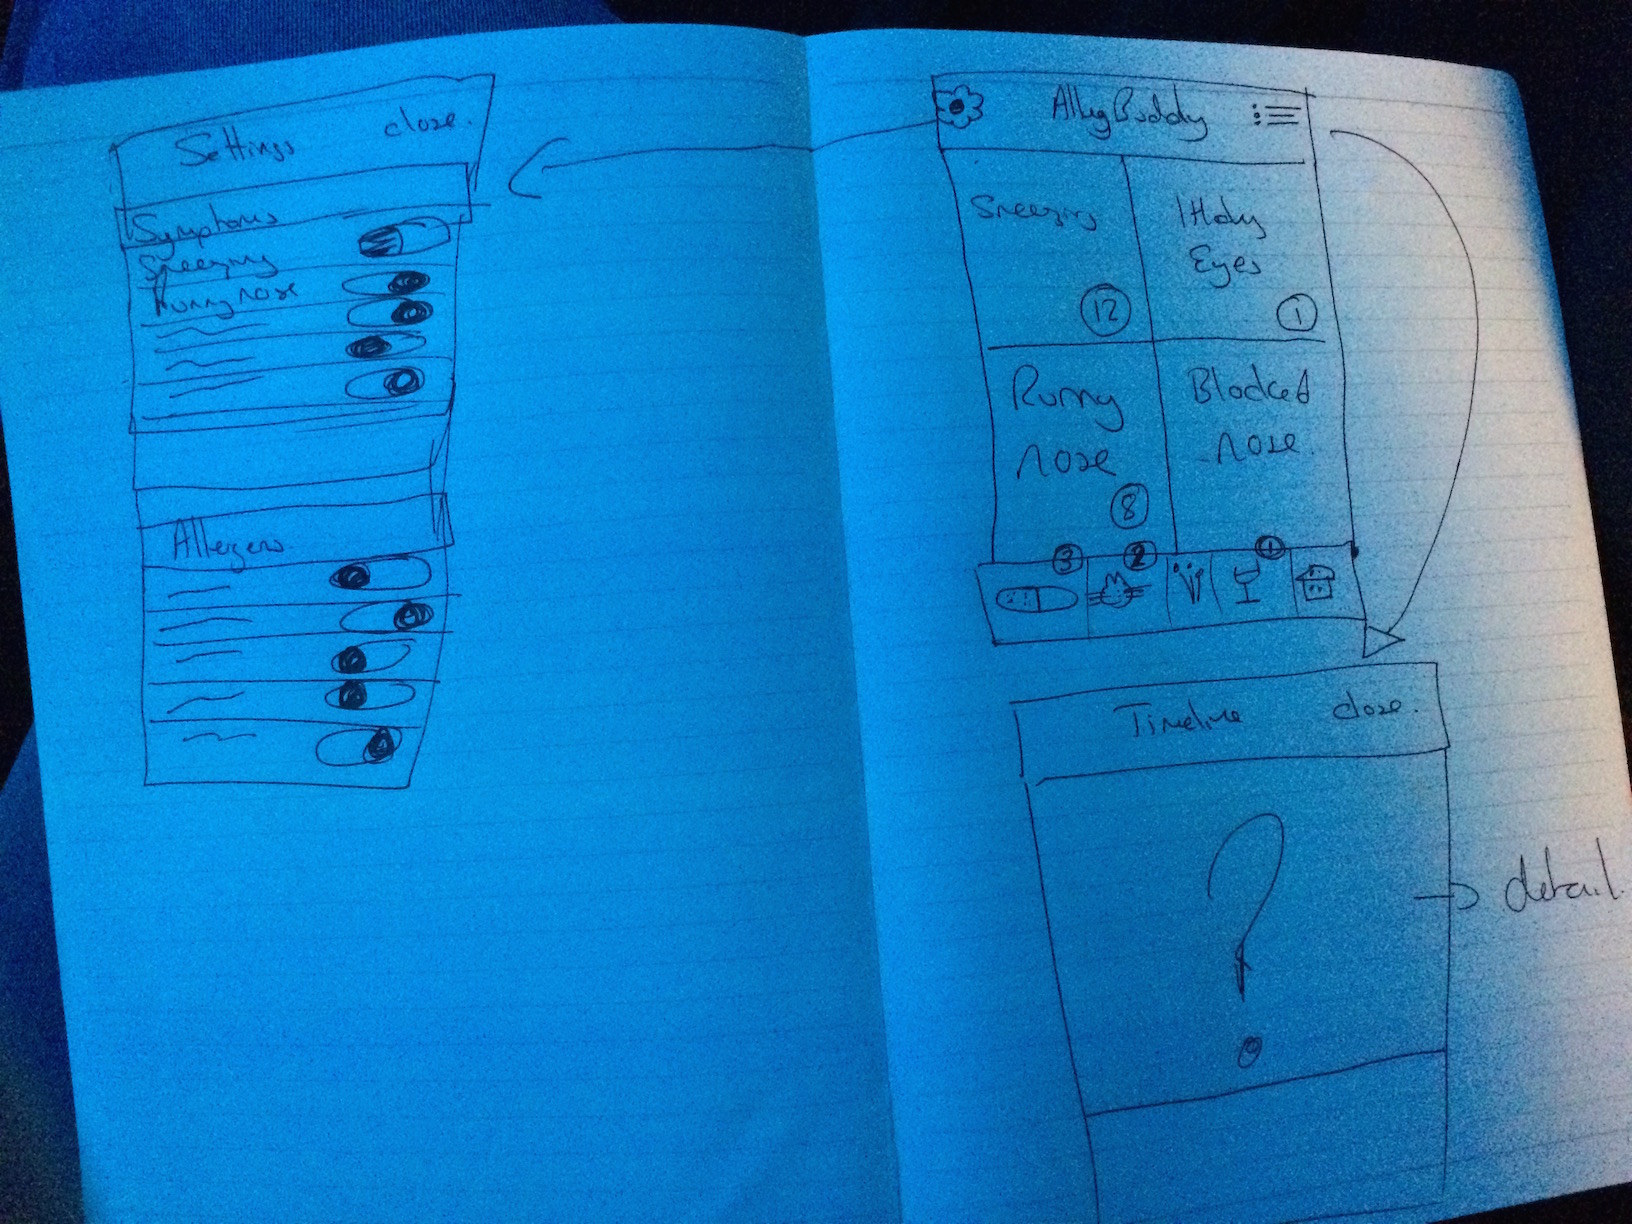 Settings close.
Symptoms
Sneezing
Runny nose
Allergens
AllergBuddy
Sneezing
12
Itchy
Eyes
1
Runny
nose
8
Blocked
nose.
3
2
1
Timeline close.
?
detail.